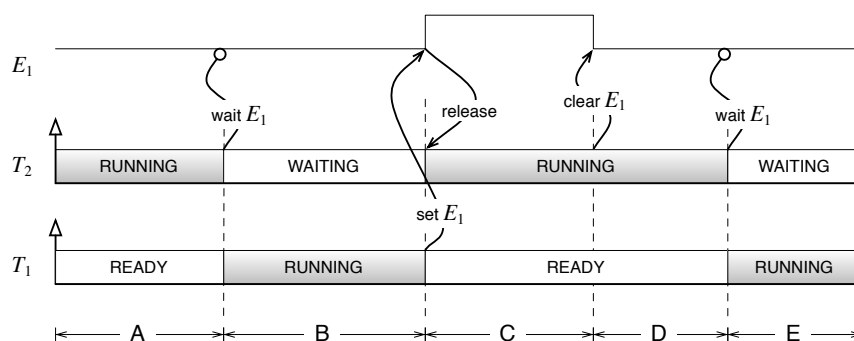 E1
wait E1
release
clear E1
wait E1
T2
RUNNING
WAITING
RUNNING
WAITING
set E1
T1
READY
RUNNING
READY
RUNNING
A
B
C
D
E